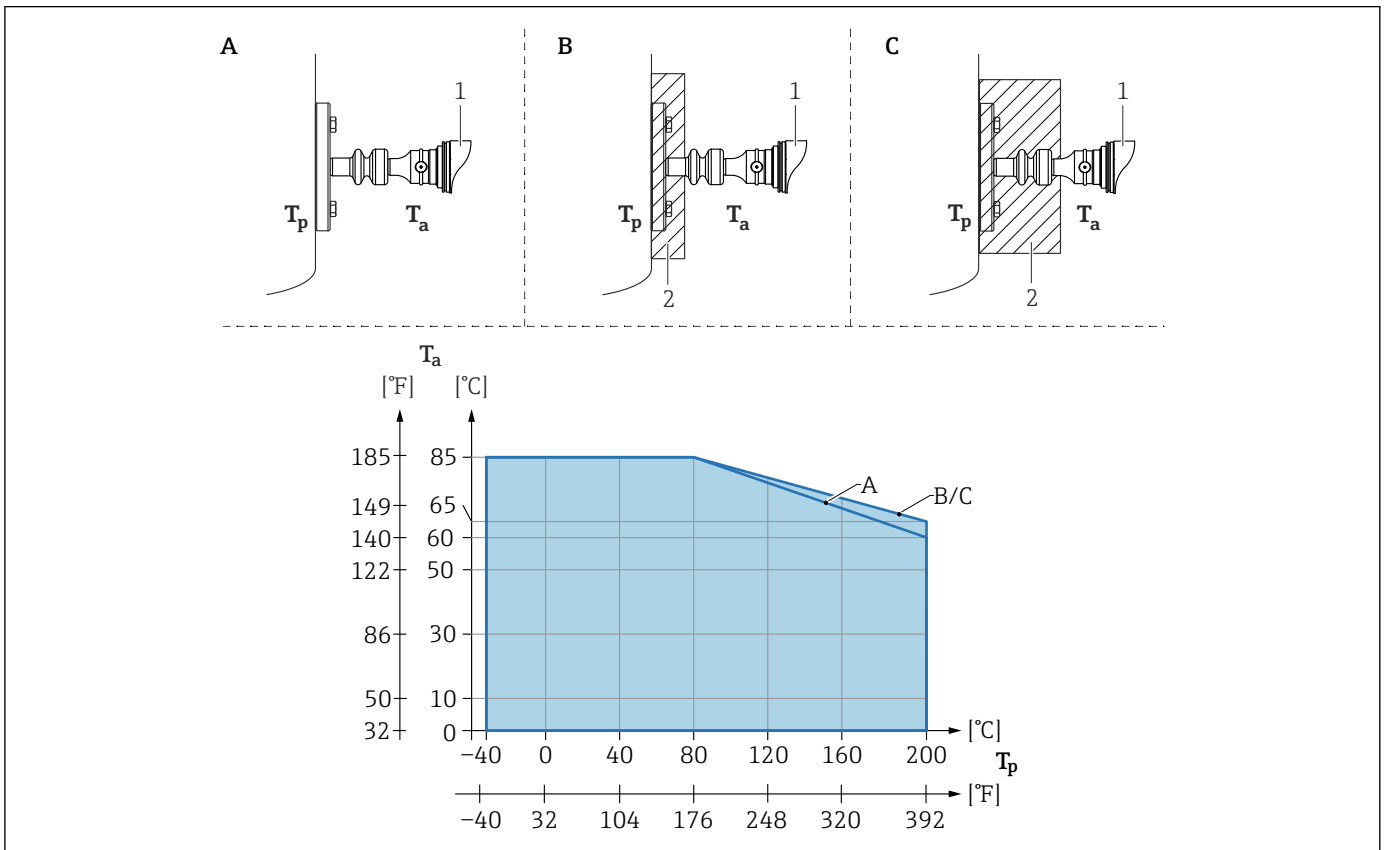 A B C
1 1 1
Tp Ta Tp Ta Tp Ta
2 2 2
Ta
[°F] [°C]
185 85
149 65
140 60
122 50
86 30
50 10
32 0
A
B/C
[°C]
−40 0 40 80 120 160 200
Tp
[°F]
−40 32 104 176 248 320 392